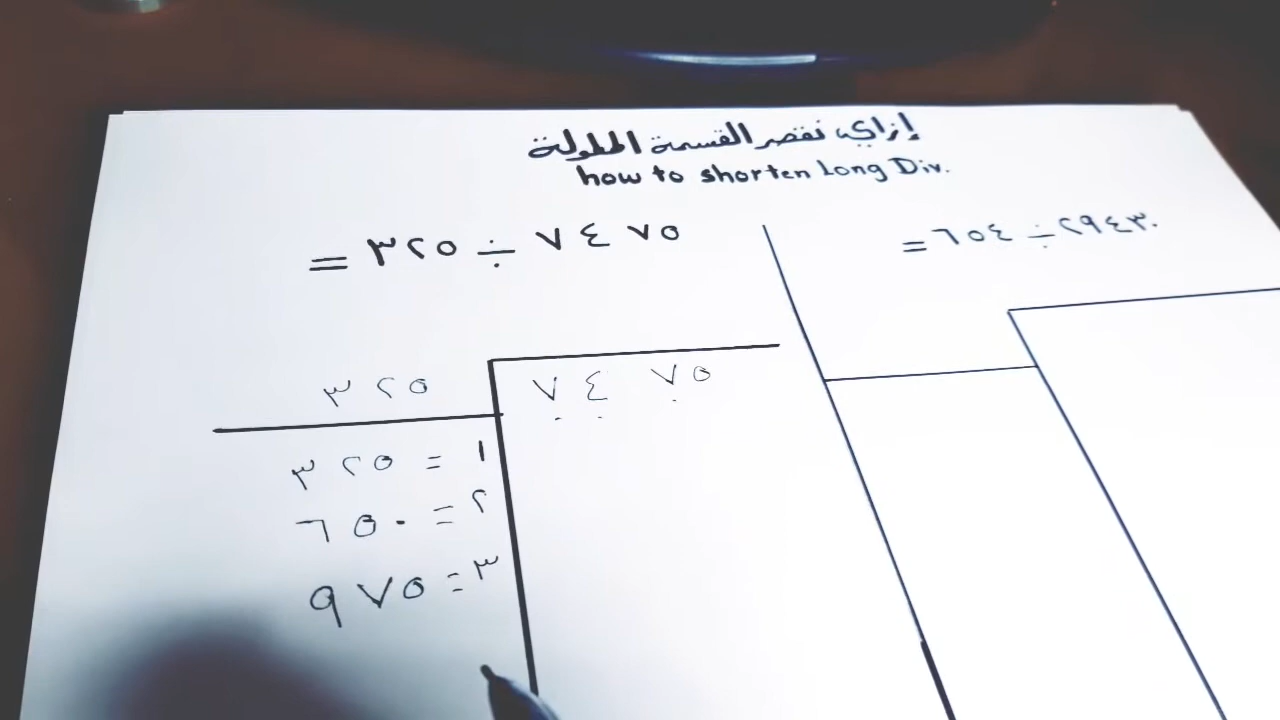 إزاي نقصر القسمة المطولة
how to shorten Long Div.
٧٤٧٥ ÷ ٣٢٥ =
٢٩٤٣٠ ÷ ٦٥٤ =
٣٢٥ ٧٤٧٥
١ = ٣٢٥
٢ = ٦٥٠
٣ = ٩٧٥